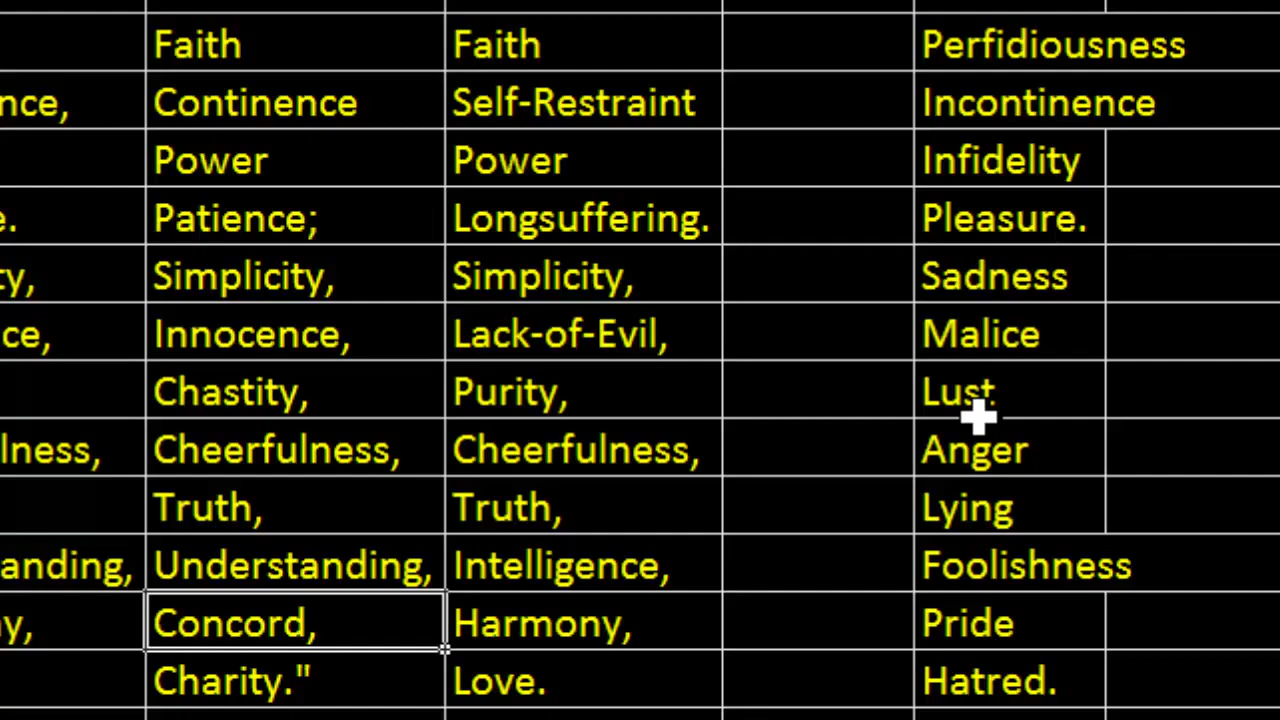 Faith Faith Perfidiousness
nce, Continence Self-Restraint Incontinence
Power Power Infidelity
e. Patience; Longsuffering. Pleasure.
ty, Simplicity, Simplicity, Sadness
ce, Innocence, Lack-of-Evil, Malice
Chastity, Purity, Lust
lness, Cheerfulness, Cheerfulness, Anger
Truth, Truth, Lying
anding, Understanding, Intelligence, Foolishness
y, Concord, Harmony, Pride
Charity." Love. Hatred.